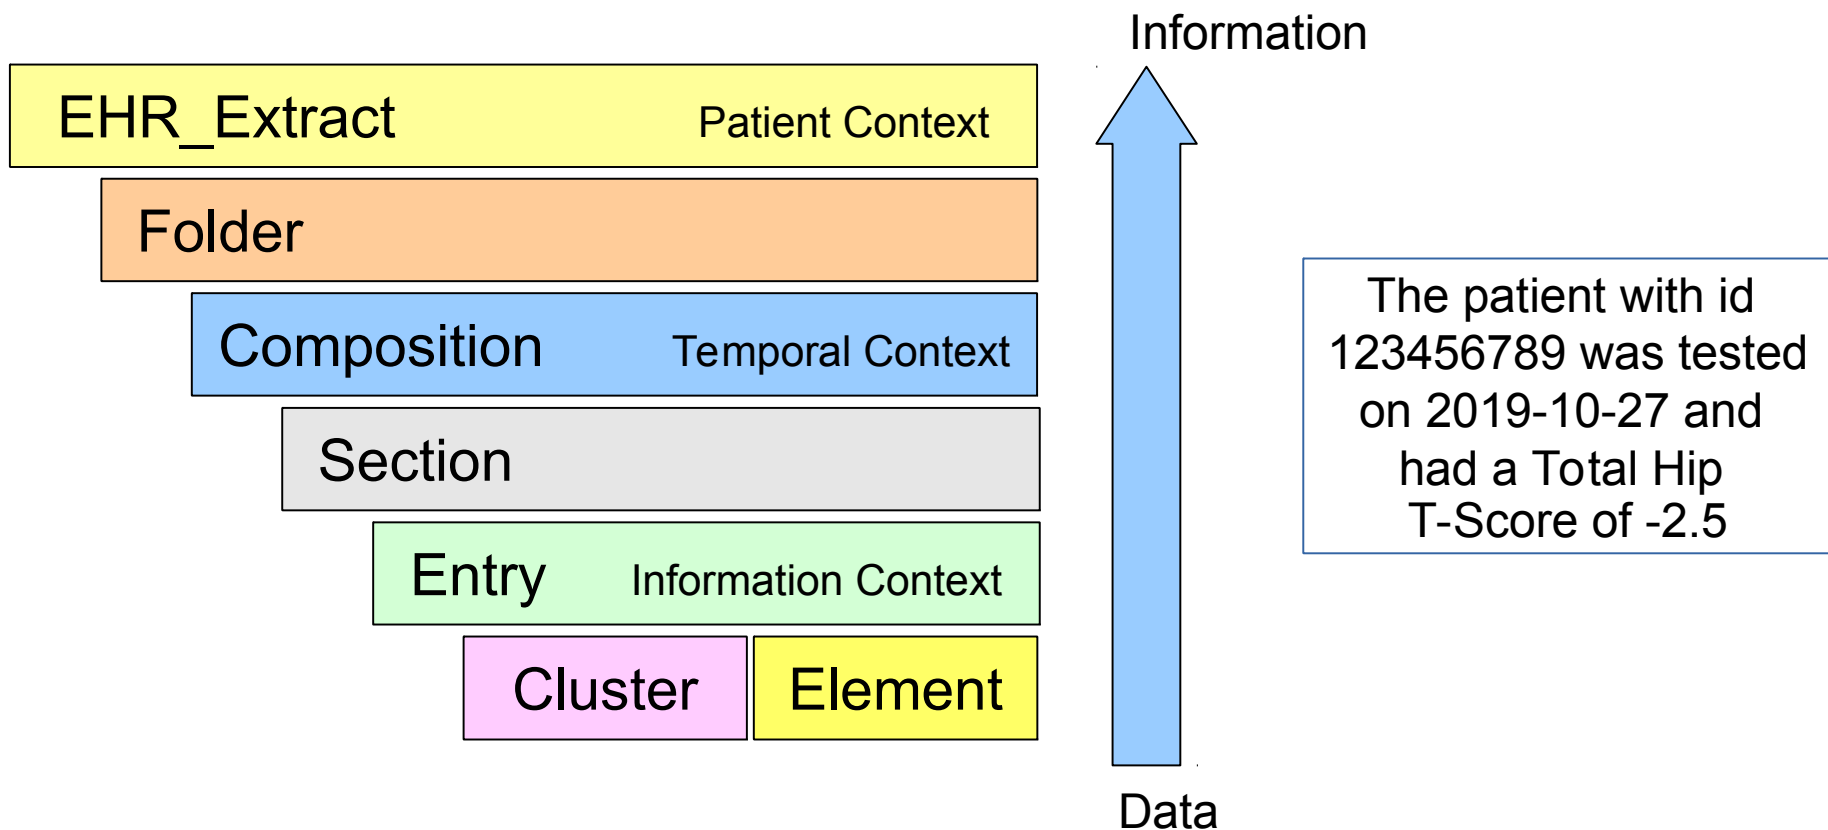 Information
EHR_Extract Patient Context
Folder
Composition Temporal Context
Section
Entry Information Context
Cluster Element
Data
The patient with id
123456789 was tested
on 2019-10-27 and
had a Total Hip
T-Score of -2.5